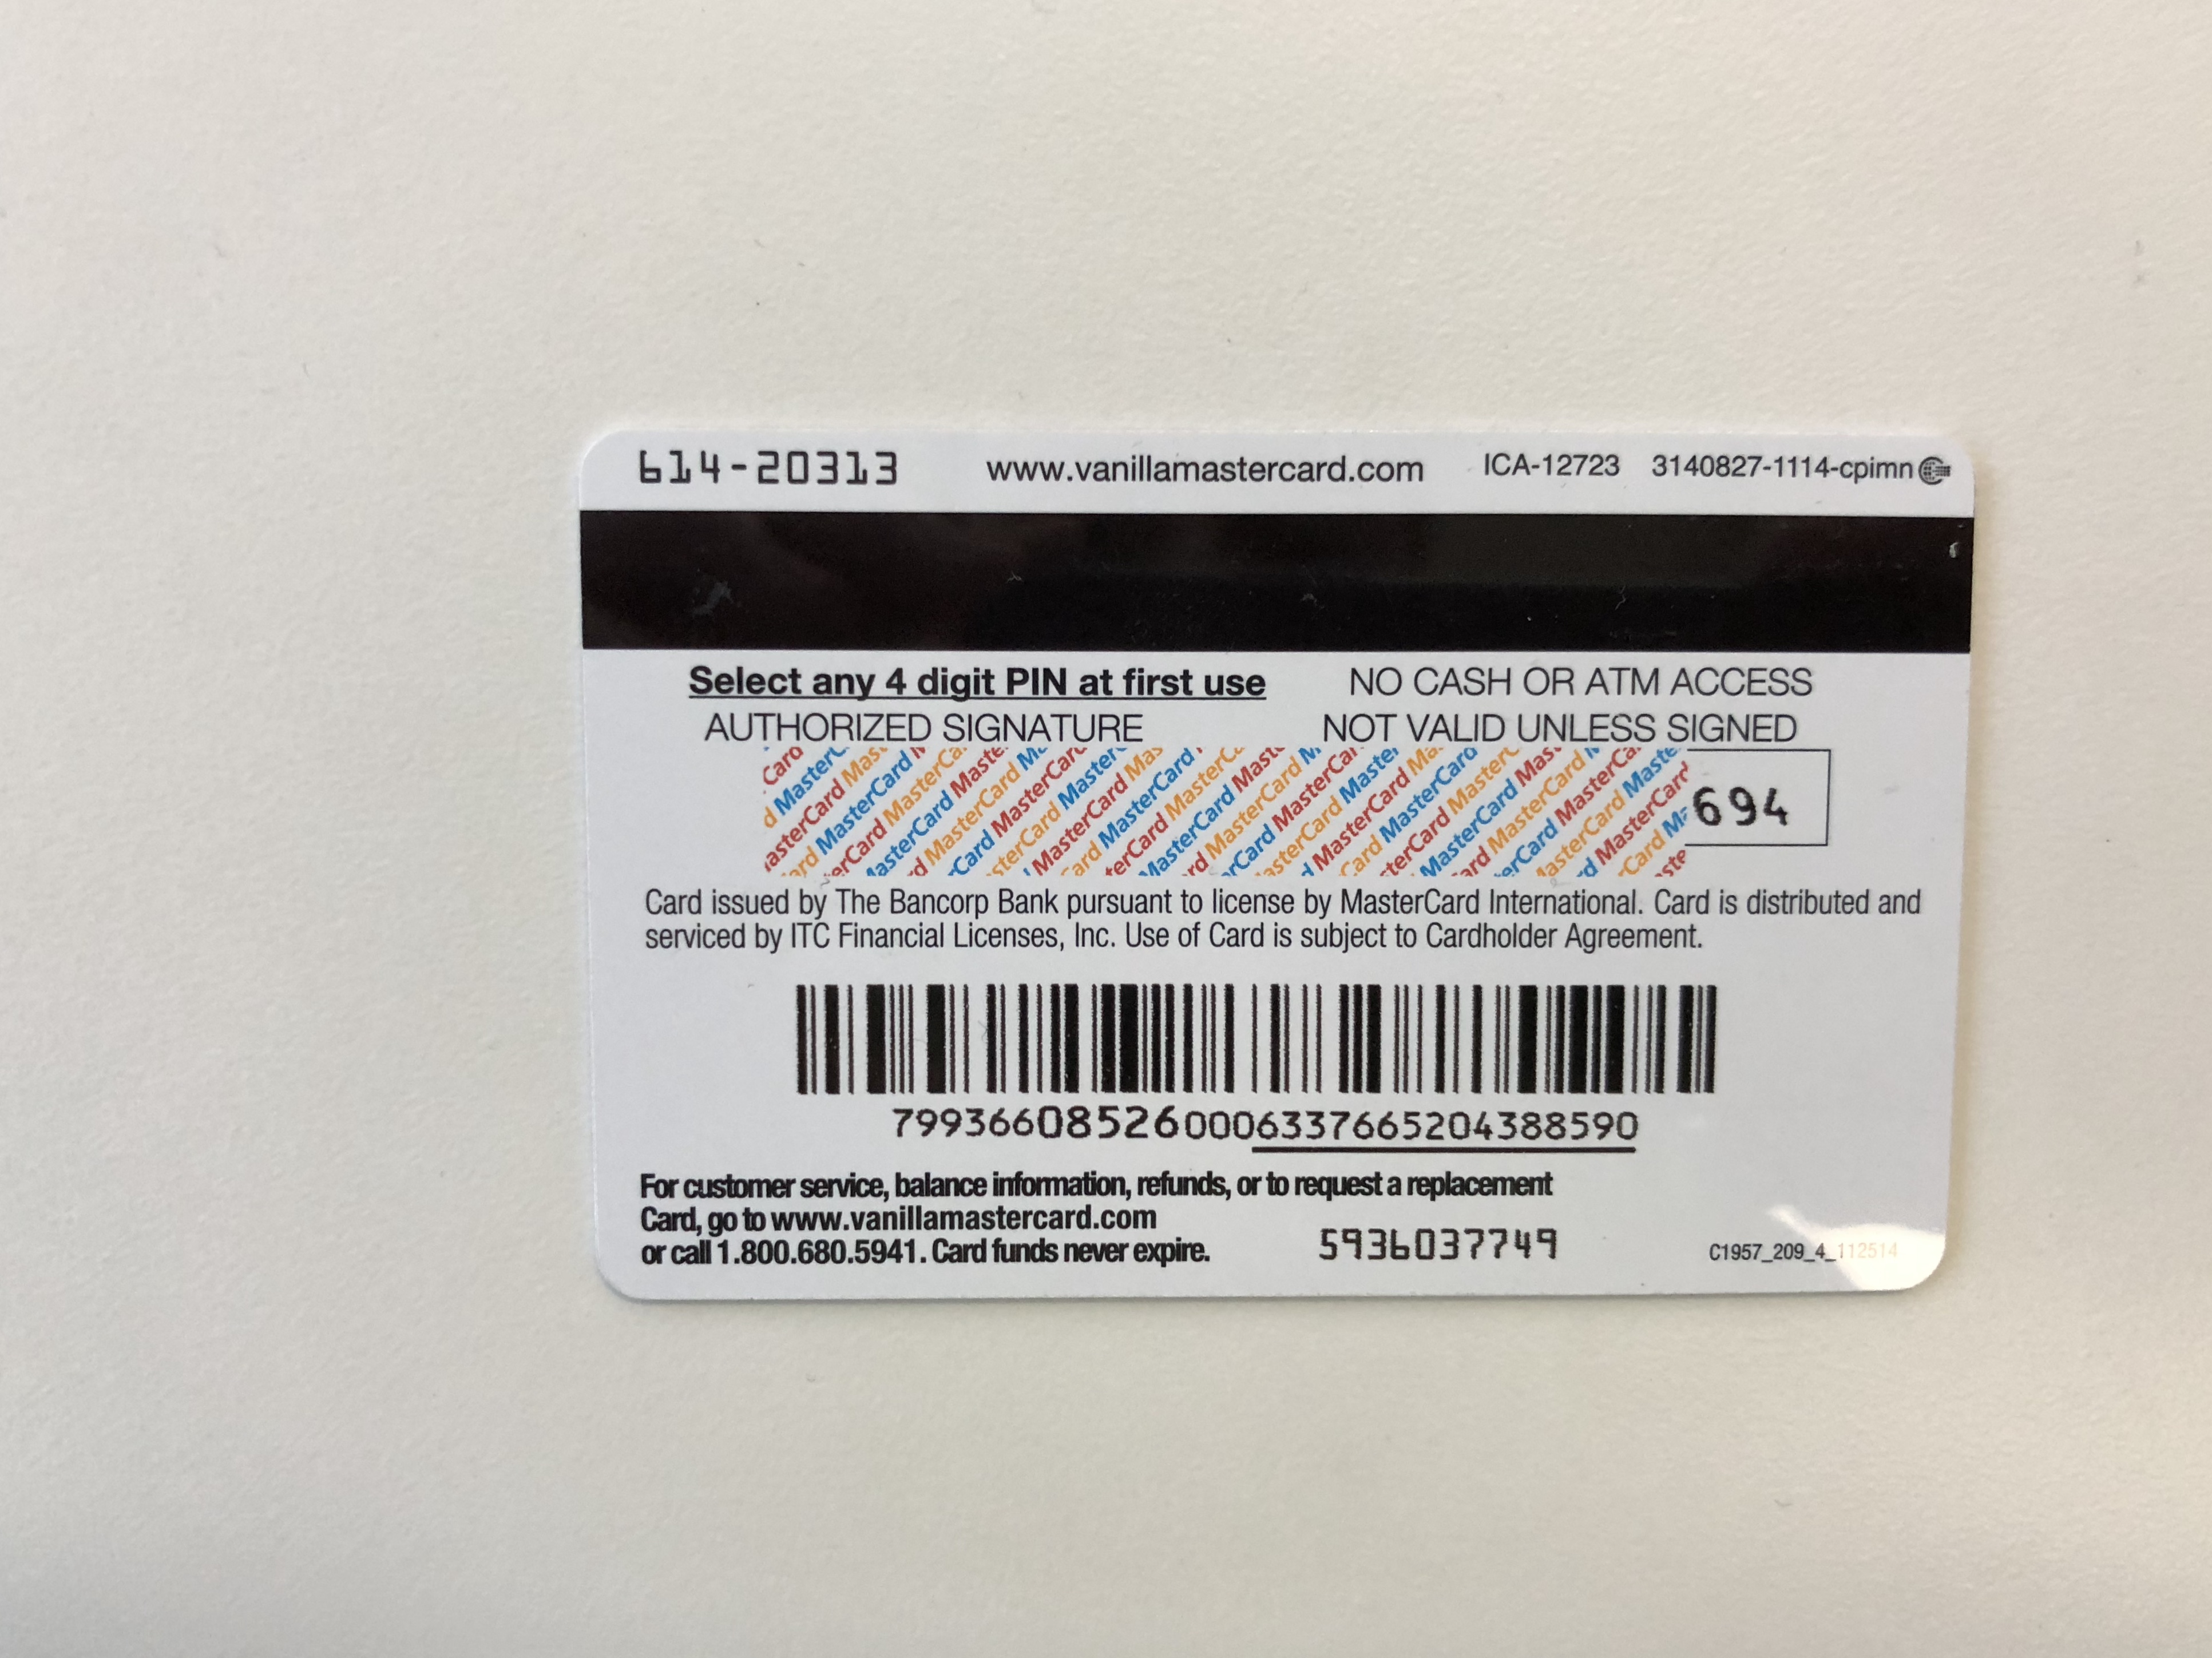 614-20313 www.vanillamastercard.com ICA-12723 3140827-1114-cpimn
Select any 4 digit PIN at first use NO CASH OR ATM ACCESS
AUTHORIZED SIGNATURE NOT VALID UNLESS SIGNED
MasterCard MasterCard MasterCard
694
Card issued by The Bancorp Bank pursuant to license by MasterCard International. Card is distributed and
serviced by ITC Financial Licenses, Inc. Use of Card is subject to Cardholder Agreement.
799366085260006337665204388590
For customer service, balance information, refunds, or to request a replacement
Card, go to www.vanillamastercard.com
or call 1.800.680.5941. Card funds never expire. 5936037749 C1957_209_4_112514